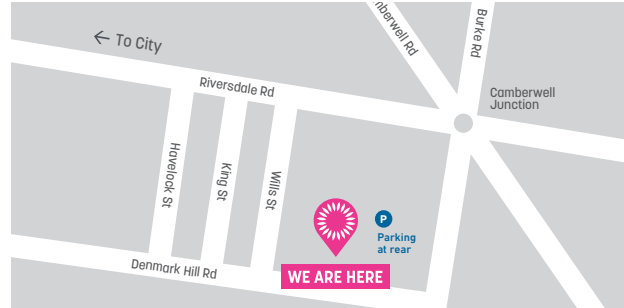 ← To City
mberwell Rd
Burke Rd
Riversdale Rd
Camberwell
Junction
Havelock St
King St
Wills St
P
Parking
at rear
Denmark Hill Rd
WE ARE HERE